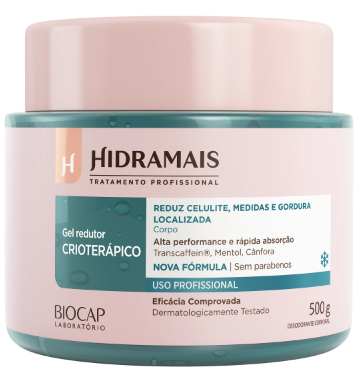 H
HIDRAMAIS
TRATAMENTO PROFISSIONAL
Gel redutor
CRIOTERÁPICO
REDUZ CELULITE, MEDIDAS E GORDURA
LOCALIZADA
Corpo
Alta performance e rápida absorção
Transcaffein®, Mentol, Cânfora
NOVA FÓRMULA | Sem parabenos
USO PROFISSIONAL
BIOCAP
LABORATÓRIO
Eficácia Comprovada
Dermatologicamente Testado
500 g
DESODORANTE CORPORAL